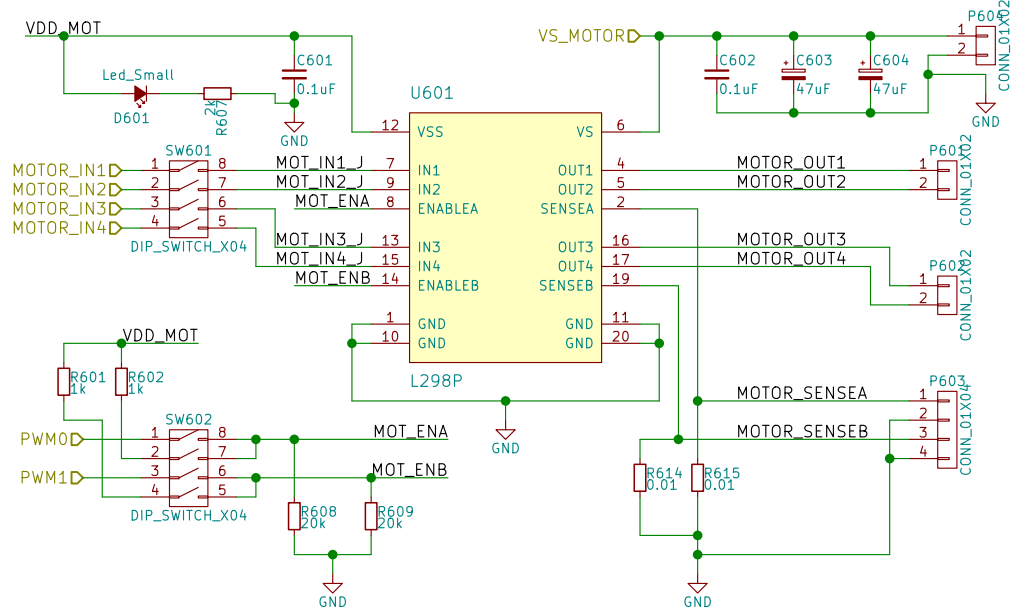 VDD_MOT
VS_MOTOR
P604
1
2
CONN_01X02
Led_Small
D601
2k
R607
C601
0.1uF
GND
C602
0.1uF
C603
47uF
C604
47uF
GND
U601
12 VSS VS 6
7 IN1 OUT1 4
9 IN2 OUT2 5
8 ENABLEA SENSEA 2
13 IN3 OUT3 16
15 IN4 OUT4 17
14 ENABLEB SENSEB 19
1 GND GND 11
10 GND GND 20
L298P
GND
SW601
MOTOR_IN1 1 8 MOT_IN1_J
MOTOR_IN2 2 7 MOT_IN2_J
MOT_ENA
MOTOR_IN3 3 6
MOTOR_IN4 4 5
DIP_SWITCH_X04
MOT_IN3_J
MOT_IN4_J
MOT_ENB
MOTOR_OUT1
MOTOR_OUT2
P601
1
2
CONN_01X02
MOTOR_OUT3
MOTOR_OUT4
P602
1
2
CONN_01X02
VDD_MOT
R601
1k
R602
1k
SW602
PWM0 1 8 MOT_ENA
2 7
PWM1 3 6 MOT_ENB
4 5
DIP_SWITCH_X04
R608
20k
R609
20k
GND
MOTOR_SENSEA
MOTOR_SENSEB
P603
1
2
3
4
CONN_01X04
R614
0.01
R615
0.01
GND